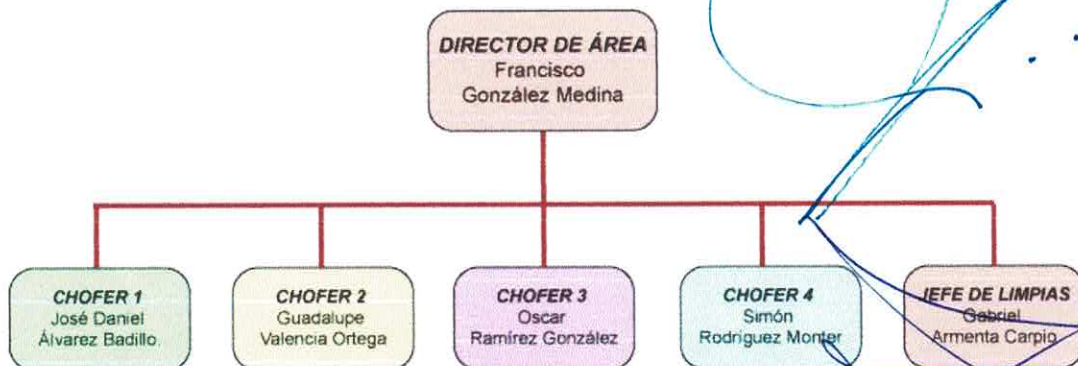 DIRECTOR DE ÁREA
Francisco
González Medina
CHOFER 1
José Daniel
Álvarez Badillo.
CHOFER 2
Guadalupe
Valencia Ortega
CHOFER 3
Oscar
Ramírez González
CHOFER 4
Simón
Rodríguez Monter
JEFE DE LIMPIAS
Gabriel
Armenta Carpio